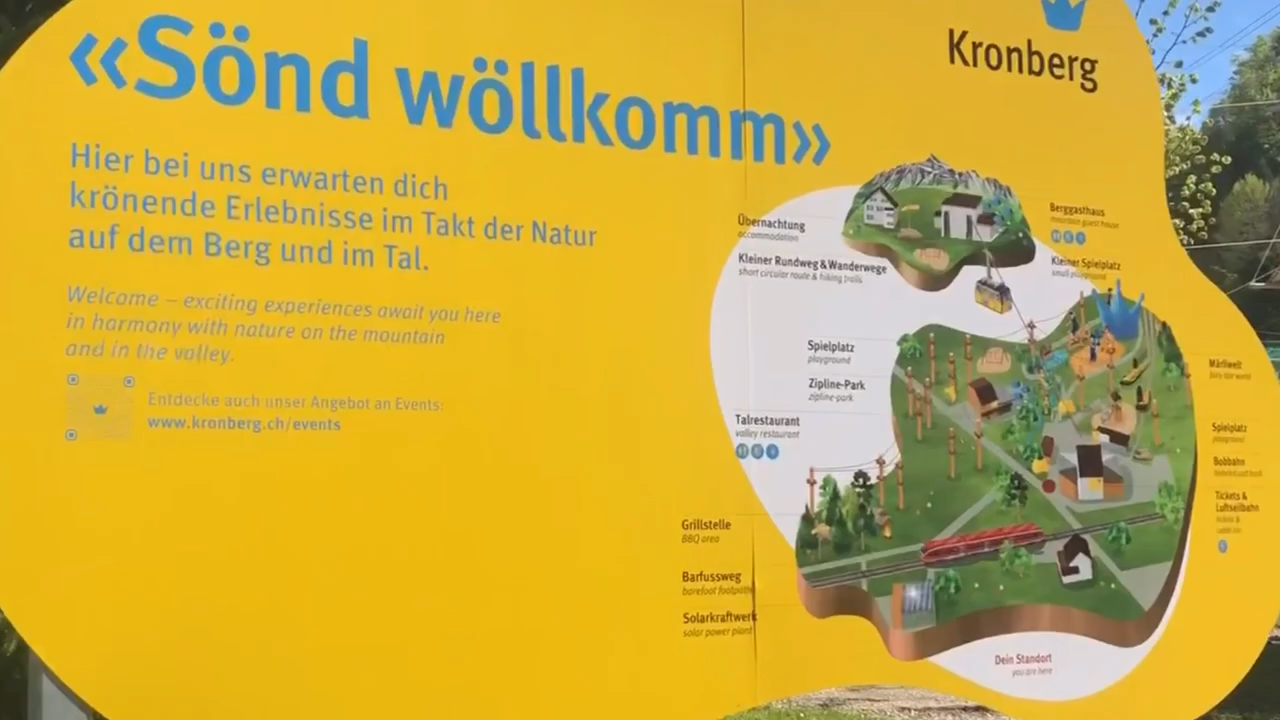 «Sönd wöllkomm»
Kronberg
Hier bei uns erwarten dich
krönende Erlebnisse im Takt der Natur
auf dem Berg und im Tal.
Welcome – exciting experiences await you here
in harmony with nature on the mountain
and in the valley.
Entdecke auch unser Angebot an Events:
www.kronberg.ch/events
Übernachtung
accommodation
Kleiner Rundweg & Wanderwege
short circular route & hiking trails
Berggasthaus
mountain guest house
Kleiner Spielplatz
small playground
Spielplatz
playground
Zipline-Park
zipline-park
Talrestaurant
valley restaurant
Grillstelle
BBQ area
Barfussweg
barefoot footpath
Solarkraftwerk
solar power plant
Märliwelt
fairy tale world
Spielplatz
playground
Bobbahn
Tickets &
Luftseilbahn
tickets &
Dein Standort
you are here